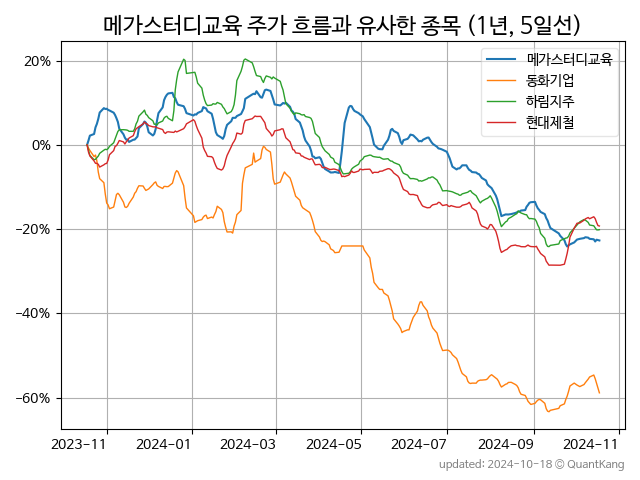 메가스터디교육 주가 흐름과 유사한 종목 (1년, 5일선)
메가스터디교육
동화기업
하림지주
현대제철
20%
0%
−20%
−40%
−60%
2023-11
2024-01
2024-03
2024-05
2024-07
2024-09
2024-11
updated: 2024-10-18 © QuantKang